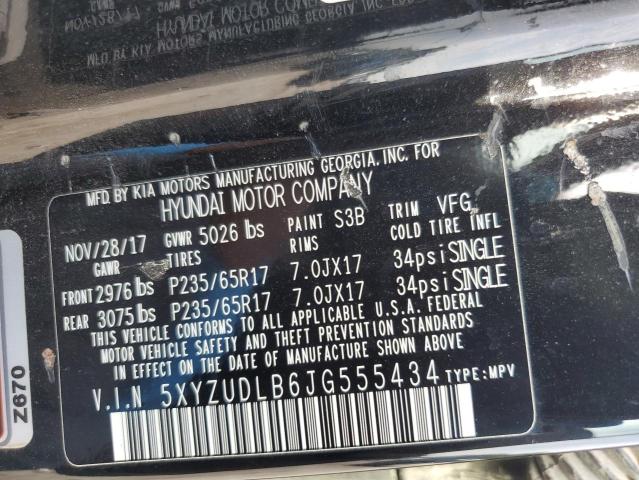 MFD. BY KIA MOTORS MANUFACTURING GEORGIA, INC. FOR
HYUNDAI MOTOR COMPANY
NOV/28/17 GVWR 5026 lbs PAINT S3B TRIM VFG
GAWR TIRES RIMS COLD TIRE INFL
FRONT 2976 lbs P235/65R17 7.0JX17 34psi SINGLE
REAR 3075 lbs P235/65R17 7.0JX17 34psi SINGLE
THIS VEHICLE CONFORMS TO ALL APPLICABLE U.S.A. FEDERAL
MOTOR VEHICLE SAFETY AND THEFT PREVENTION STANDARDS
IN EFFECT ON THE DATE OF MANUFACTURE SHOWN ABOVE
V.I.N 5XYZUDLB6JG555434 TYPE:MPV
Z670